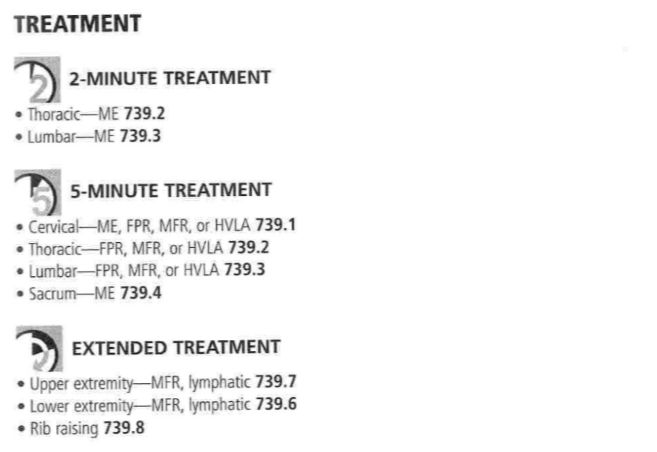 TREATMENT
2
2-MINUTE TREATMENT
• Thoracic—ME 739.2
• Lumbar—ME 739.3
5
5-MINUTE TREATMENT
• Cervical—ME, FPR, MFR, or HVLA 739.1
• Thoracic—FPR, MFR, or HVLA 739.2
• Lumbar—FPR, MFR, or HVLA 739.3
• Sacrum—ME 739.4
EXTENDED TREATMENT
• Upper extremity—MFR, lymphatic 739.7
• Lower extremity—MFR, lymphatic 739.6
• Rib raising 739.8